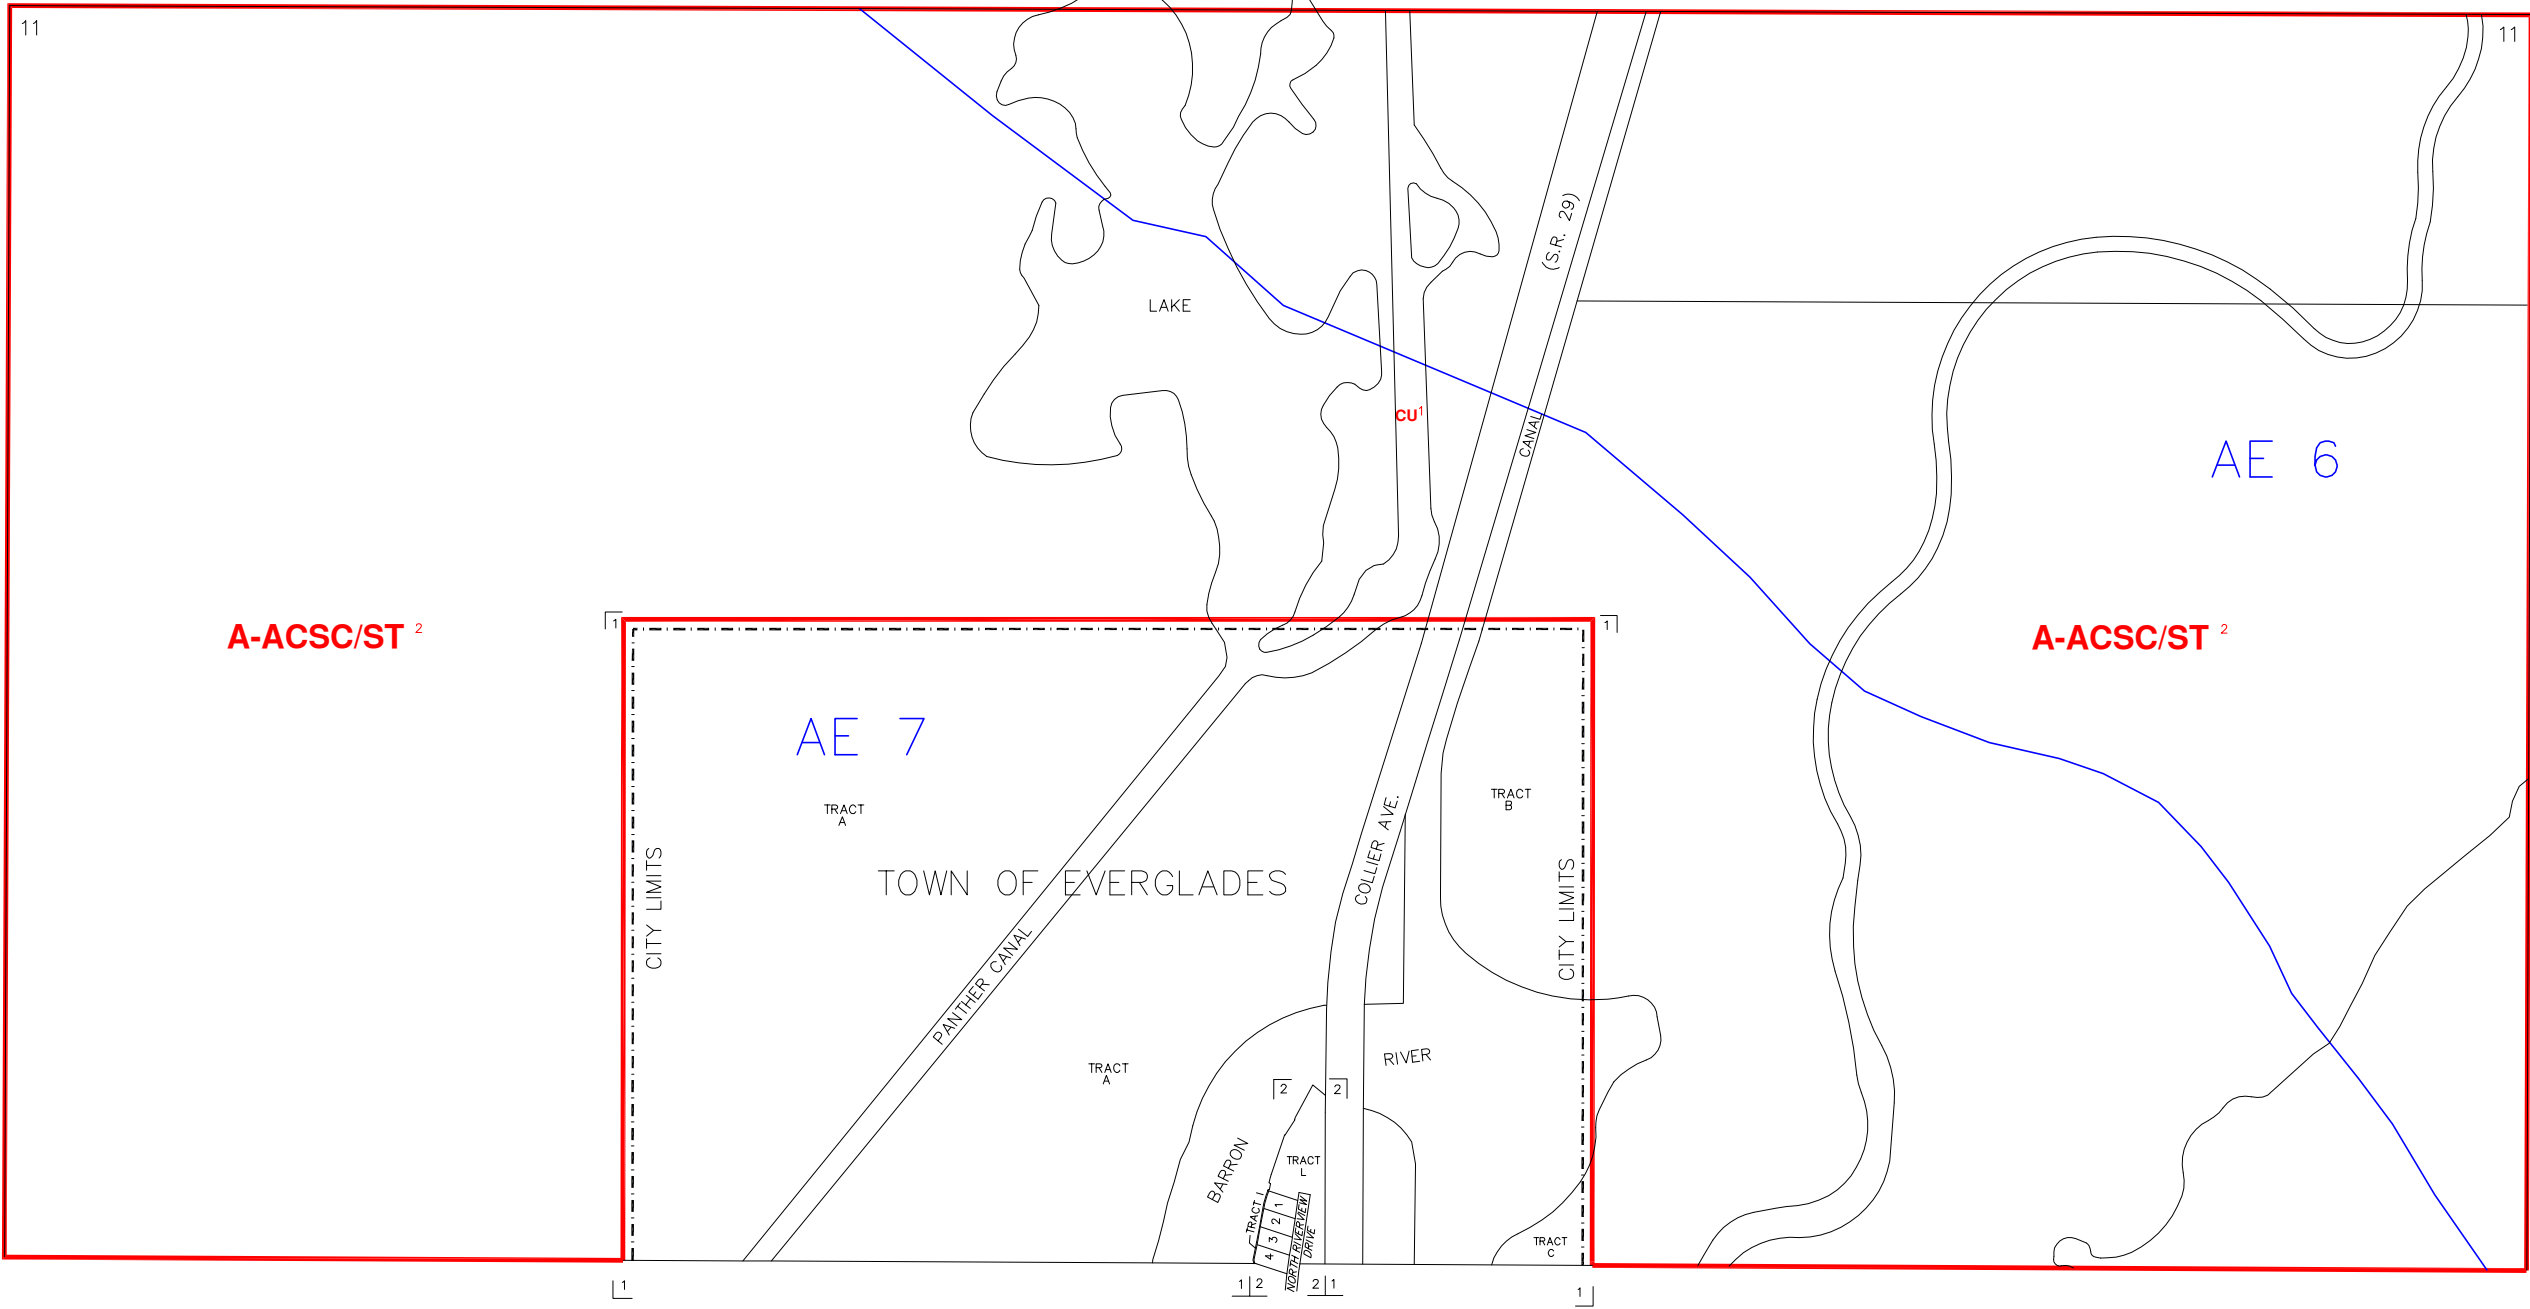 11
11
(S.R. 29)
LAKE
CU1
CANAL
AE 6
A-ACSC/ST 2
A-ACSC/ST 2
1
1
AE 7
TRACT
A
TRACT
B
COLLIER AVE.
TOWN OF EVERGLADES
CITY LIMITS
CITY LIMITS
PANTHER CANAL
TRACT
A
RIVER
2
2
BARRON
TRACT
L
TRACT I
1
2
3
4
NORTH RIVERVIEW
DRIVE
TRACT
C
1
1
2
2
1
1